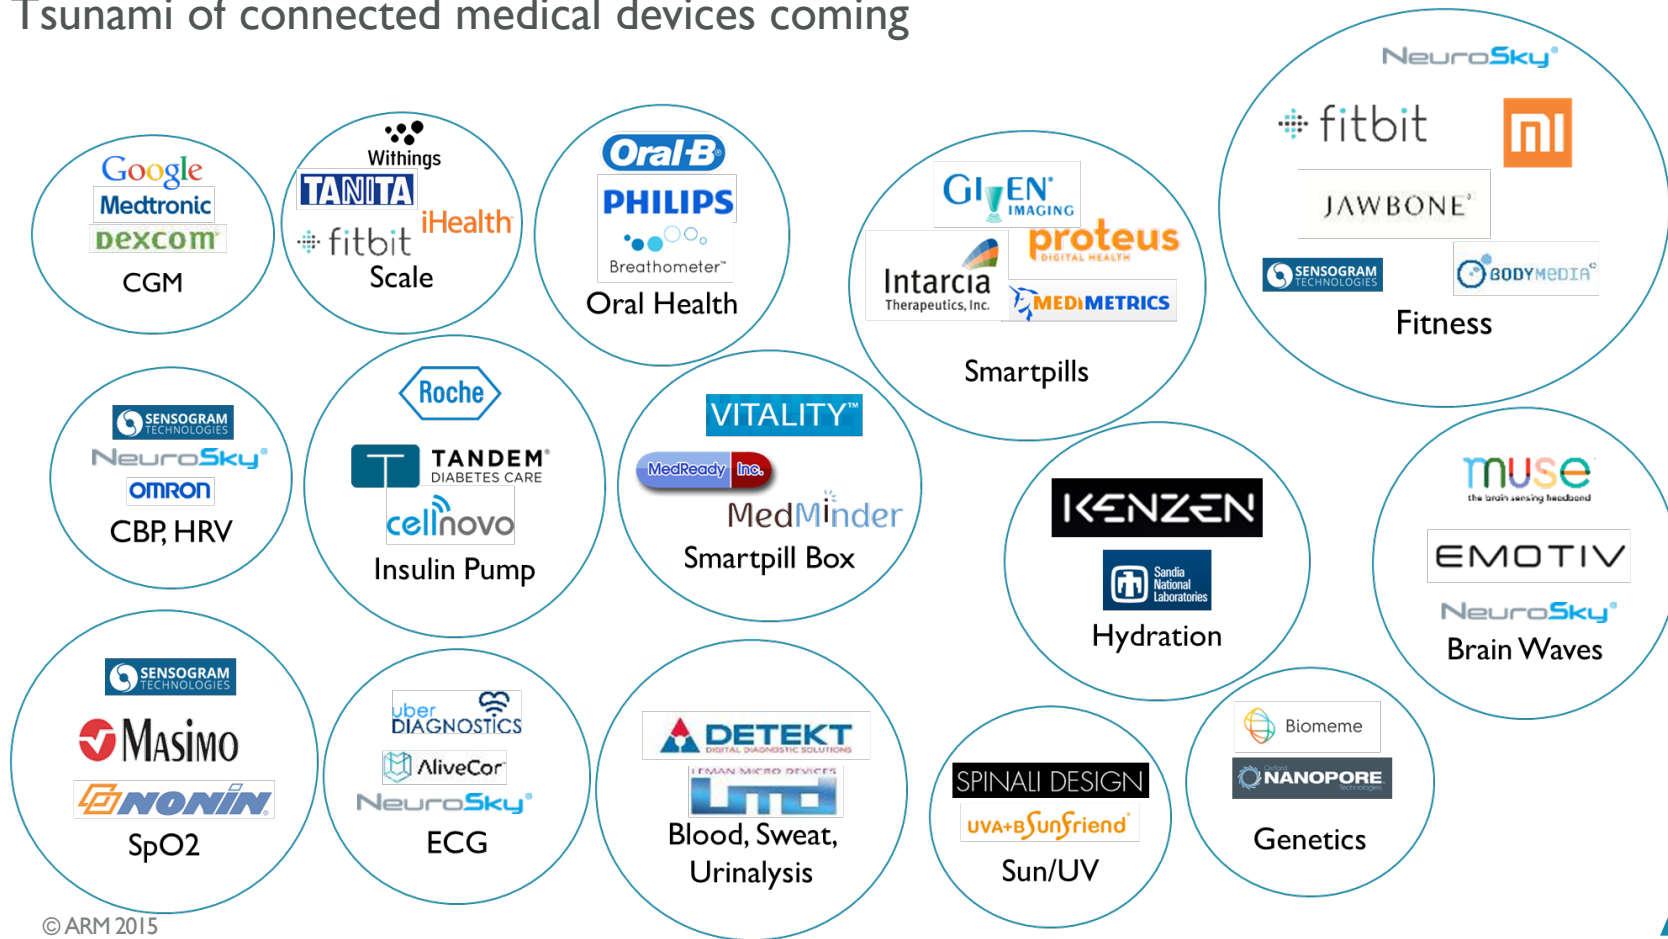 Tsunami of connected medical devices coming
Google
Medtronic
Dexcom
CGM
Withings
TANITA
iHealth
fitbit
Scale
Oral-B
PHILIPS
Breathometer™
Oral Health
GIVEN®
IMAGING
proteus
DIGITAL HEALTH
Intarcia
Therapeutics, Inc.
MEDIMETRICS
Smartpills
NeuroSky®
fitbit
mi
JAWBONE®
SENSOGRAM
TECHNOLOGIES
BODYMEDIA
Fitness
SENSOGRAM
TECHNOLOGIES
NeuroSky®
OMRON
CBP, HRV
Roche
TANDEM®
DIABETES CARE
cellnovo
Insulin Pump
VITALITY™
MedReady Inc.
MedMinder
Smartpill Box
KENZEN
Sandia
National
Laboratories
Hydration
muse
the brain sensing headband
EMOTIV
NeuroSky®
Brain Waves
SENSOGRAM
TECHNOLOGIES
Masimo
NONIN®
SpO2
uber
DIAGNOSTICS
AliveCor
NeuroSky®
ECG
DETEKT
DIGITAL DIAGNOSTIC SOLUTIONS
LEMAN MICRO DEVICES
LMD
Blood, Sweat,
Urinalysis
SPINALI DESIGN
UVA+B SunFriend®
Sun/UV
Biomeme
Oxford
NANOPORE
Technologies
Genetics
© ARM 2015